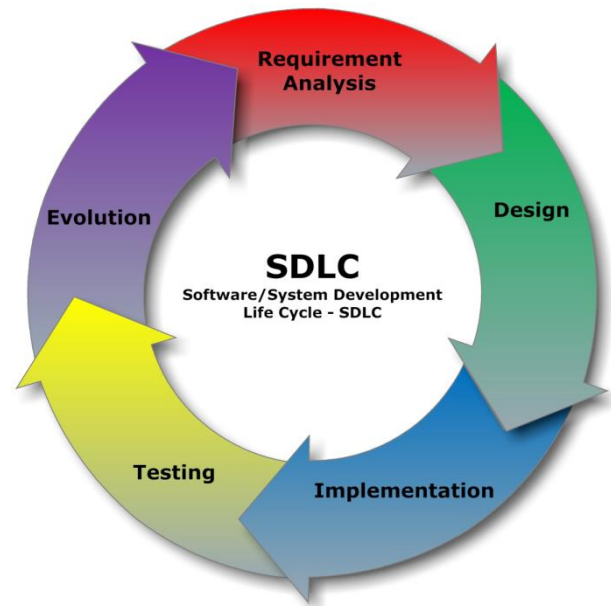 Requirement
Analysis
Design
Evolution
SDLC
Software/System Development
Life Cycle - SDLC
Testing
Implementation